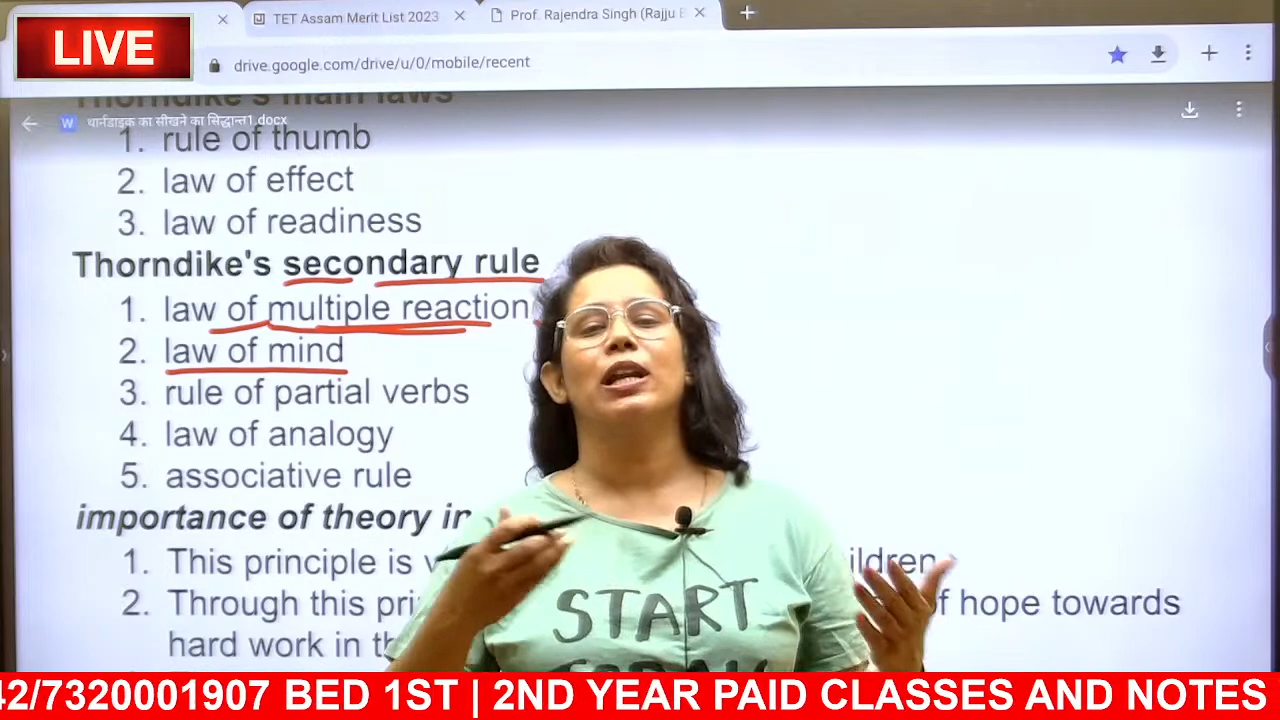 LIVE
TET Assam Merit List 2023
Prof. Rajendra Singh (Rajju B
drive.google.com/drive/u/0/mobile/recent
Thorndike's main laws
थार्नडाइक का सीखने का सिद्धान्त1.docx
1. rule of thumb
2. law of effect
3. law of readiness
Thorndike's secondary rule
1. law of multiple reaction
2. law of mind
3. rule of partial verbs
4. law of analogy
5. associative rule
importance of theory in
1. This principle is
2. Through this of hope towards
hard work in
START
42/7320001907 BED 1ST | 2ND YEAR PAID CLASSES AND NOTES